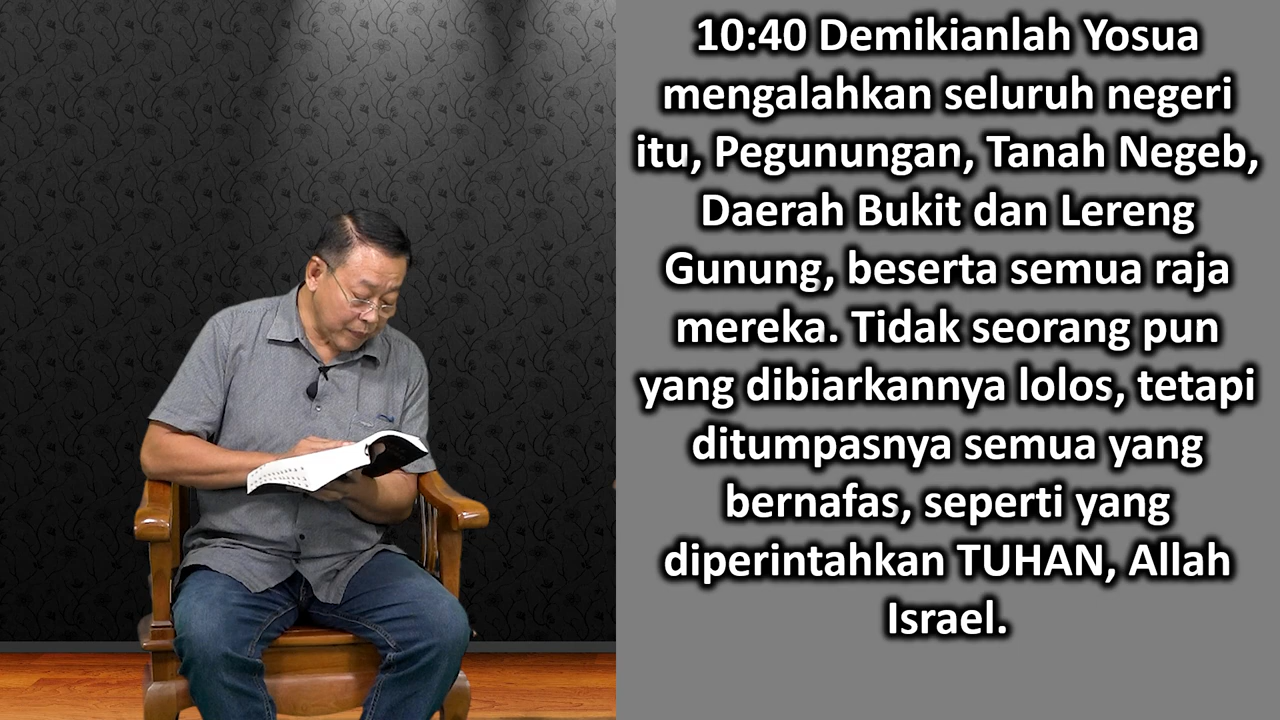 10:40 Demikianlah Yosua
mengalahkan seluruh negeri
itu, Pegunungan, Tanah Negeb,
Daerah Bukit dan Lereng
Gunung, beserta semua raja
mereka. Tidak seorang pun
yang dibiarkannya lolos, tetapi
ditumpasnya semua yang
bernafas, seperti yang
diperintahkan TUHAN, Allah
Israel.